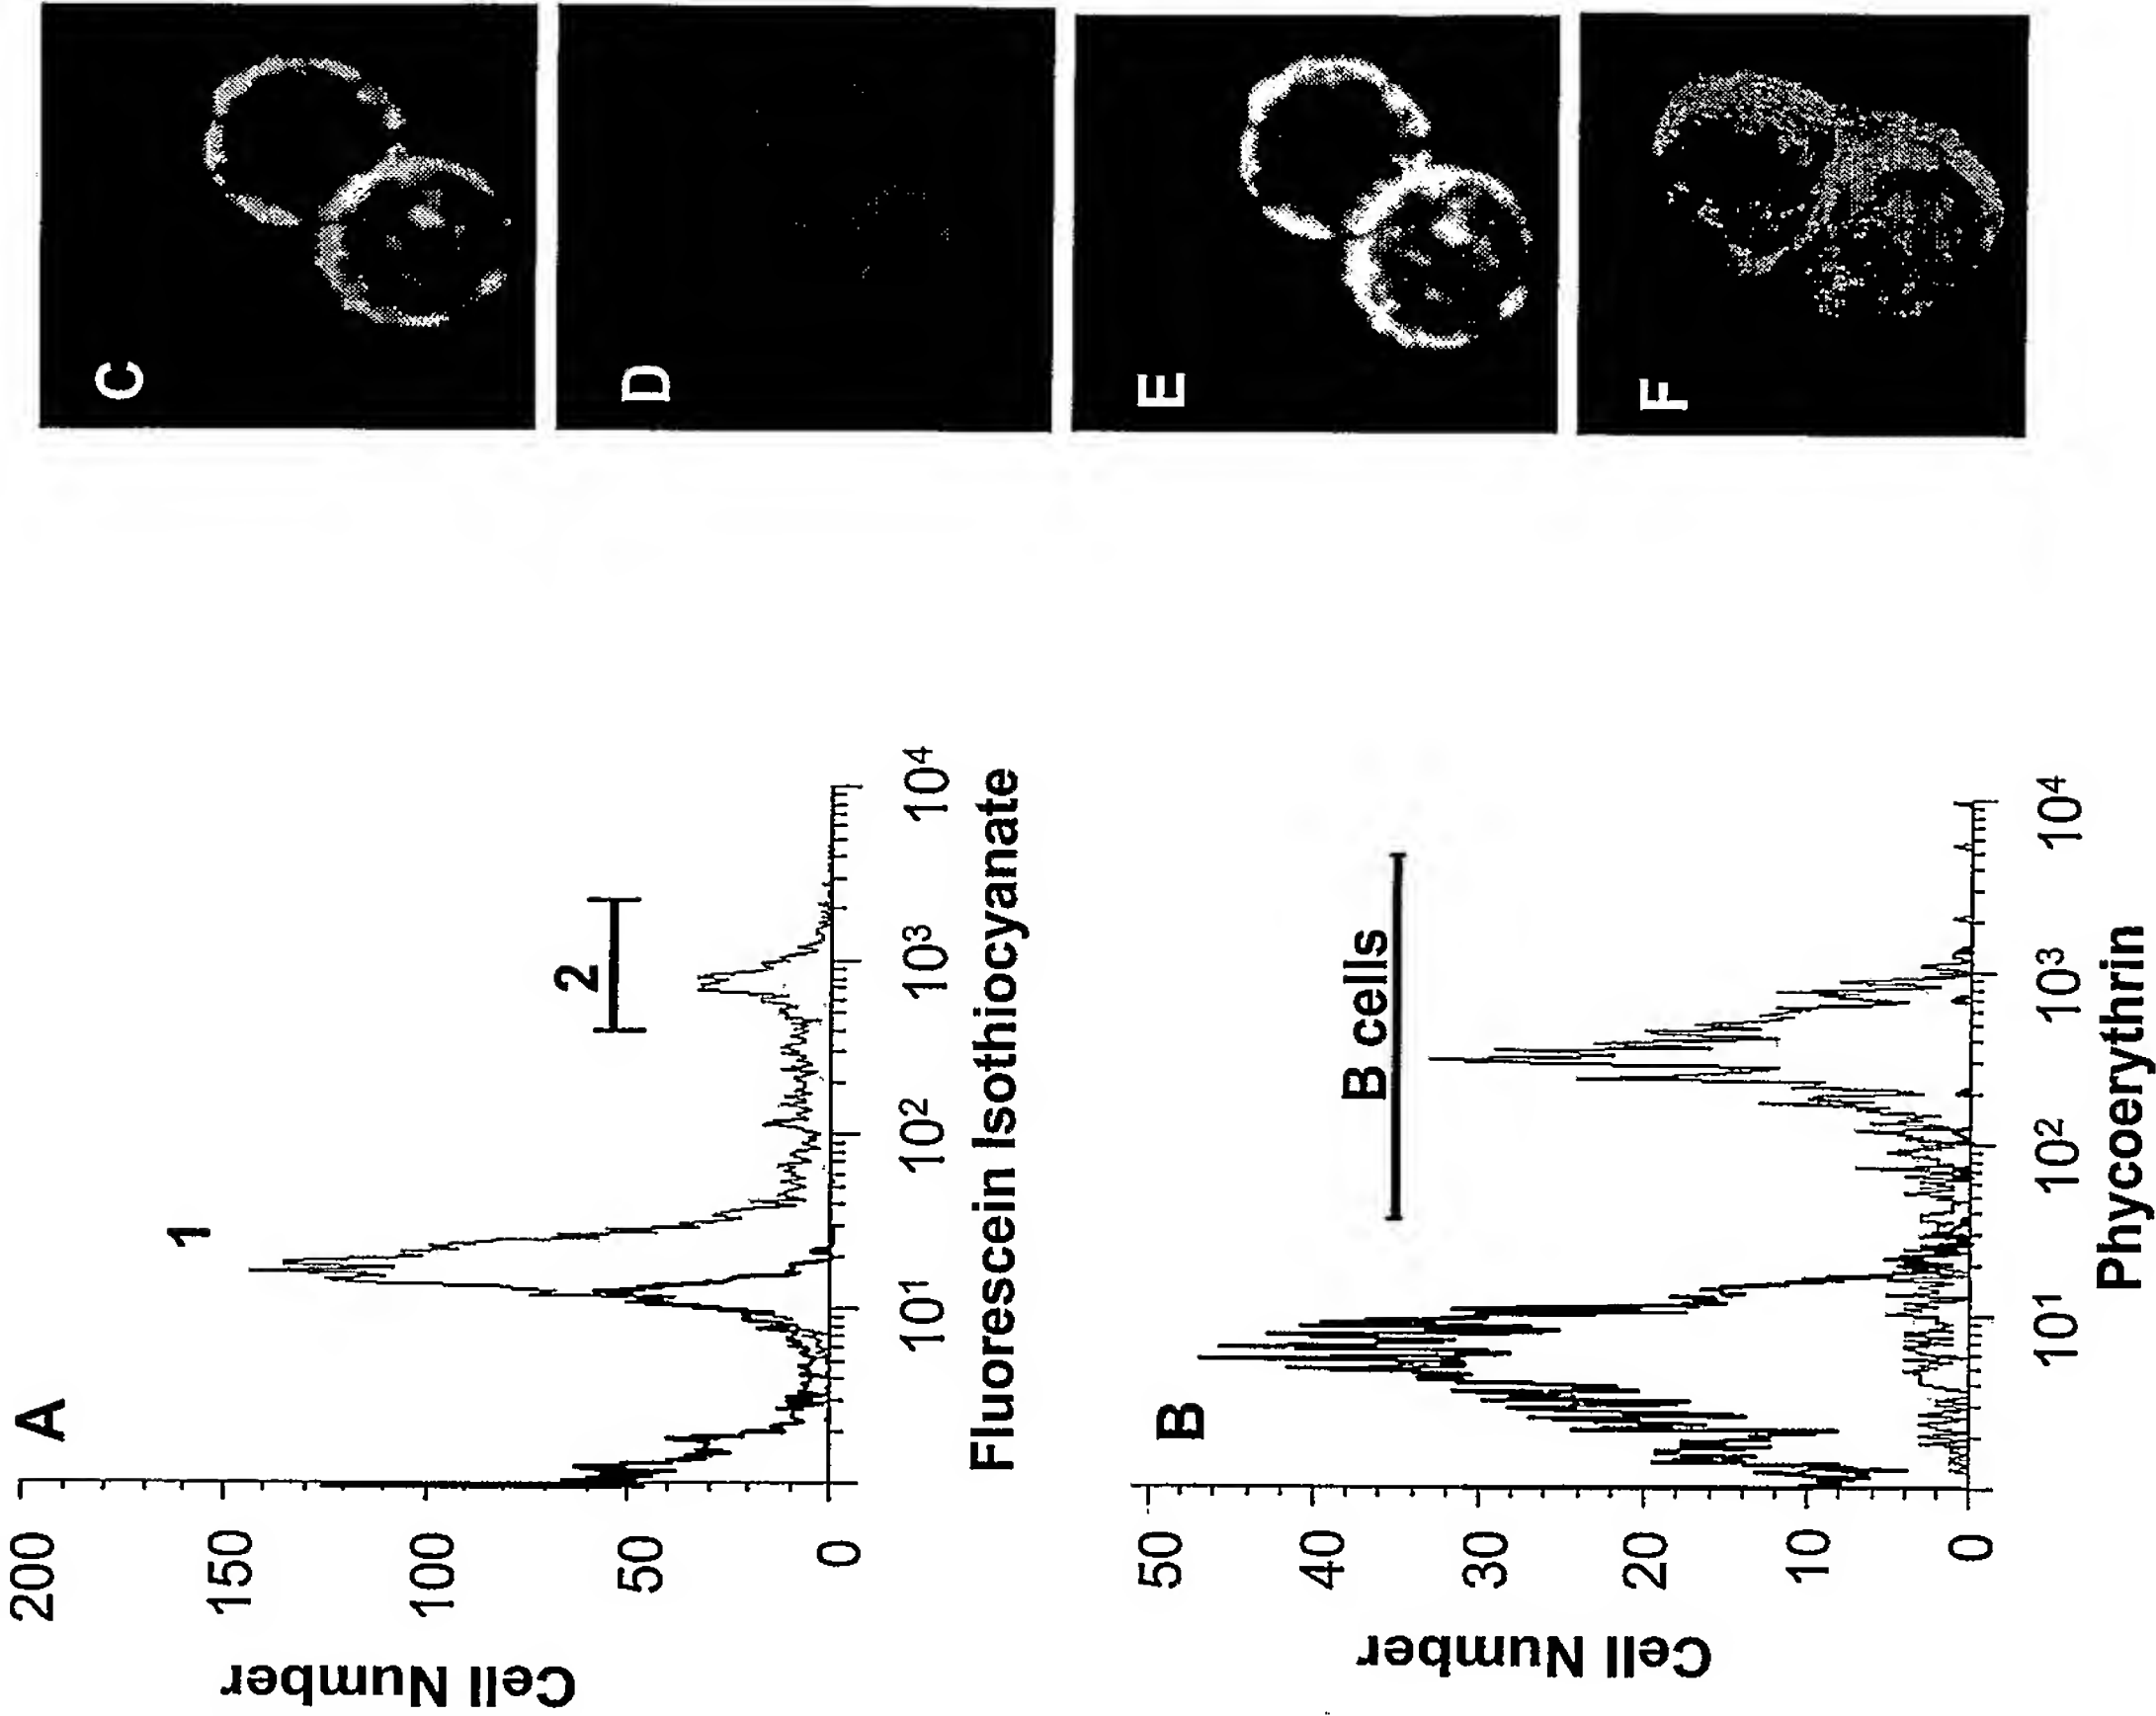 A
1
2
200
150
100
50
0
Cell Number
10¹
10²
10³
10⁴
Fluorescein Isothiocyanate
B
B cells
50
40
30
20
10
0
Cell Number
10¹
10²
10³
10⁴
Phycoerythrin
C
D
E
F